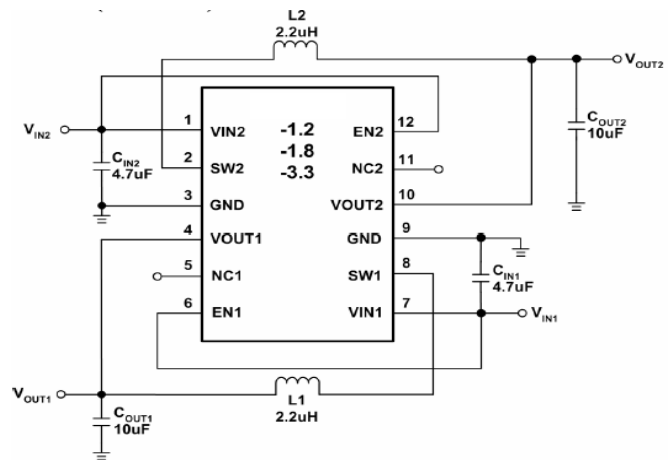 L2
2.2uH
VOUT2
COUT2
10uF
VIN2
CIN2
4.7uF
1
2
3
4
5
6
VIN2
SW2
GND
VOUT1
NC1
EN1
-1.2
-1.8
-3.3
EN2
NC2
VOUT2
GND
SW1
VIN1
12
11
10
9
8
7
CIN1
4.7uF
VIN1
VOUT1
COUT1
10uF
L1
2.2uH